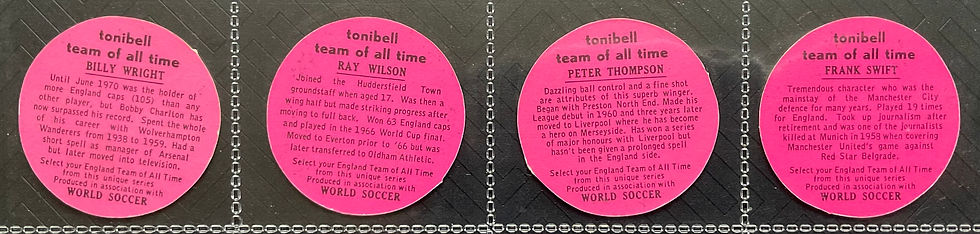 tonibell
team of all time
BILLY WRIGHT
Until June 1970 was the holder of
more England caps (105) than any
other player, but Bobby Charlton has
now surpassed his record. Spent the whole
of his career with Wolverhampton
Wanderers from 1938 to 1959. Had a
short spell as manager of Arsenal
but later moved into television.
Select your England Team of All Time
from this unique series
Produced in association with
WORLD SOCCER
tonibell
team of all time
RAY WILSON
Joined the Huddersfield Town
groundstaff when aged 17. Was then a
wing half but made striking progress after
moving to full back. Won 63 England caps
and played in the 1966 World Cup final.
Moved to Everton prior to '66 but was
later transferred to Oldham Athletic.
Select your England Team of All Time
from this unique series
Produced in association with
WORLD SOCCER
tonibell
team of all time
PETER THOMPSON
Dazzling ball control and a fine shot
are attributes of this superb winger.
Began with Preston North End. Made his
League debut in 1960 and three years later
moved to Liverpool where he has become
a hero on Merseyside. Has won a series
of major honours with Liverpool but
hasn't been given a prolonged spell
in the England side.
Select your England Team of All Time
from this unique series
Produced in association with
WORLD SOCCER
tonibell
team of all time
FRANK SWIFT
Tremendous character who was the
mainstay of the Manchester City
defence for many years. Played 19 times
for England. Took up journalism after
retirement and was one of the journalists
killed at Munich in 1958 when covering
Manchester United's game against
Red Star Belgrade.
Select your England Team of All Time
from this unique series
Produced in association with
WORLD SOCCER